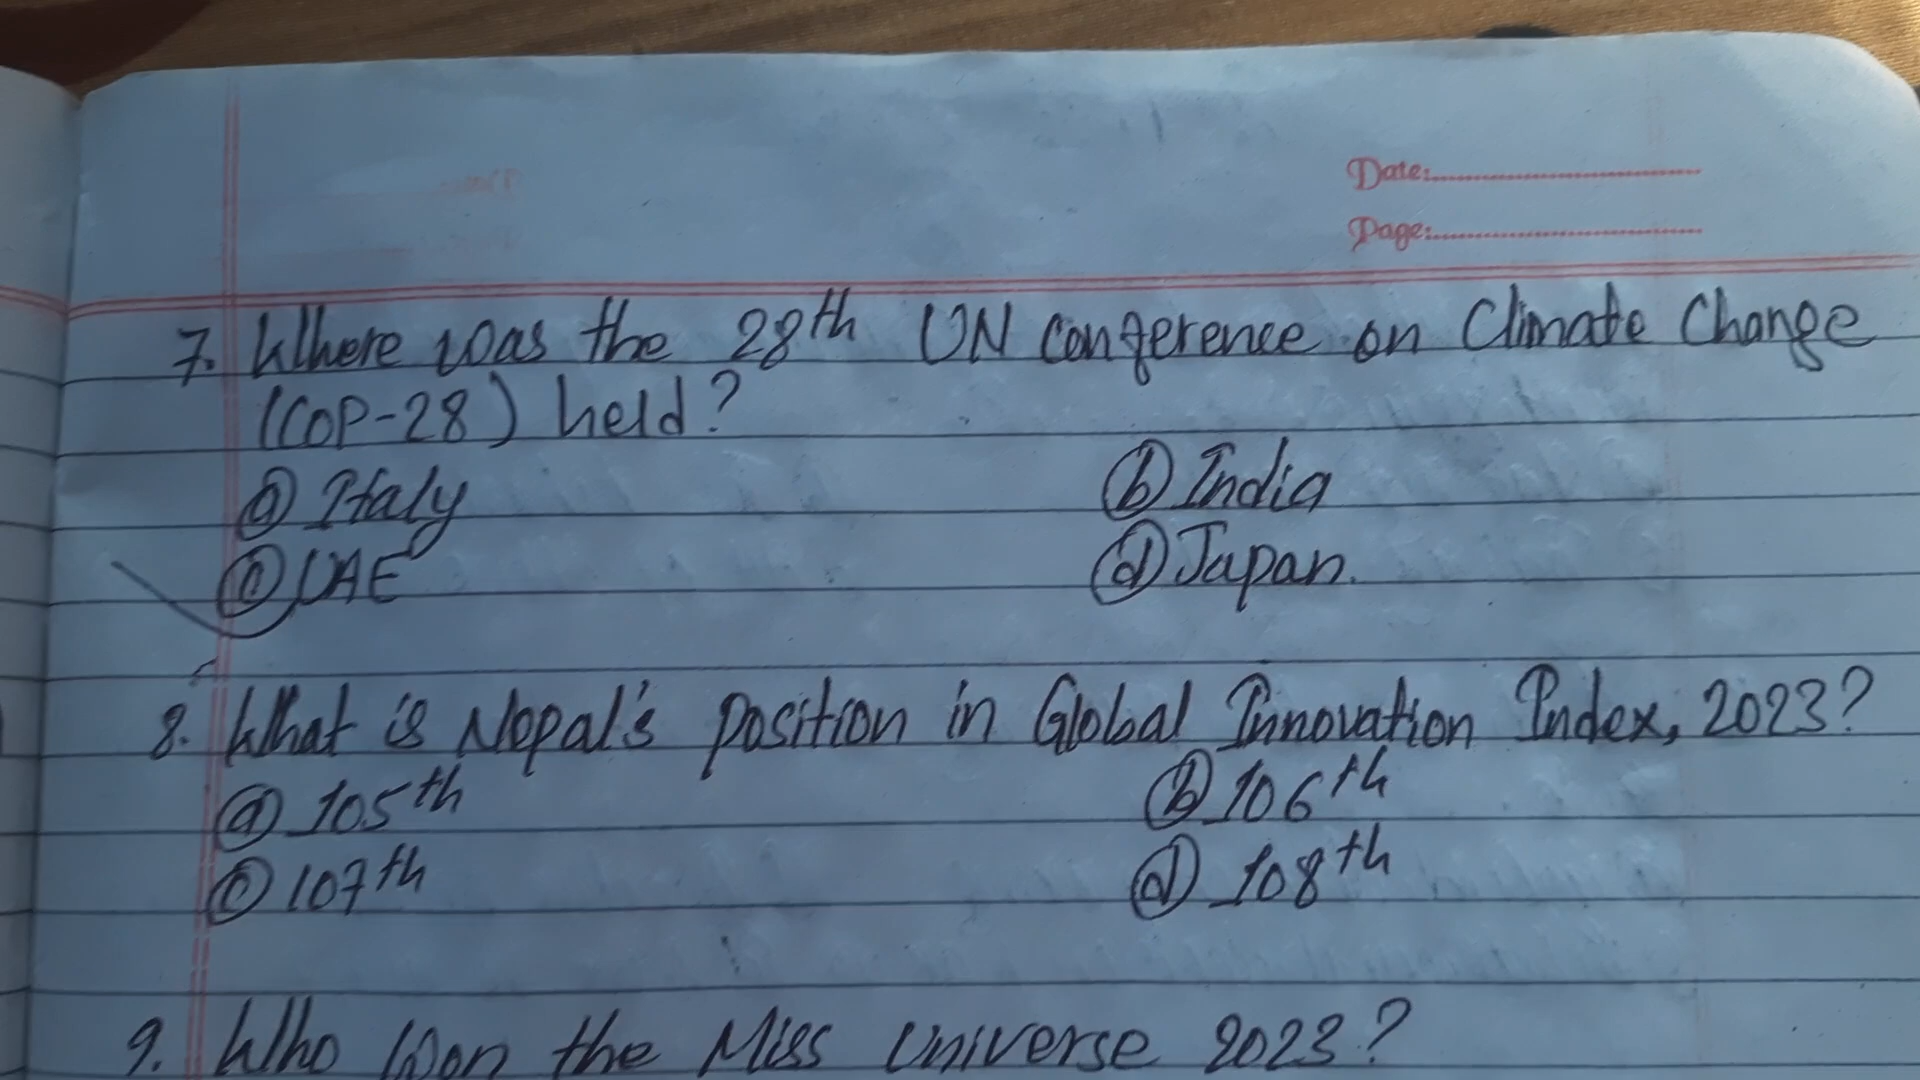 Date:
Page:
7. Where was the 28th UN Conference on Climate Change
(COP-28) held?
(a) Italy (b) India
(c) UAE (d) Japan.
8. What is Nepal's position in Global Innovation Index, 2023?
(a) 105th (b) 106th
(c) 107th (d) 108th
9. Who won the Miss Universe 2023?